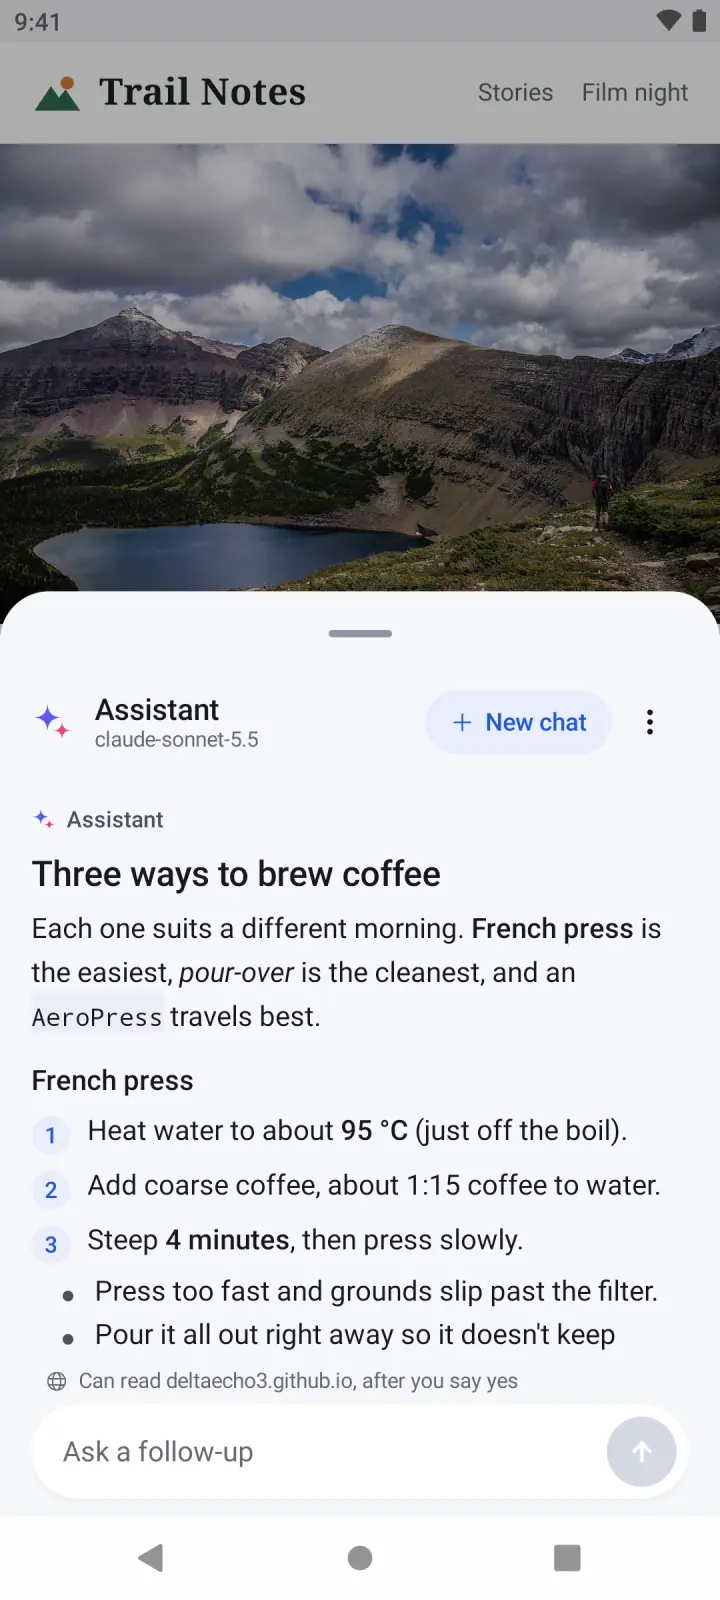 9:41
Trail Notes
Stories
Film night
Assistant
claude-sonnet-5.5
+ New chat
Assistant
Three ways to brew coffee
Each one suits a different morning. French press is
the easiest, pour-over is the cleanest, and an
AeroPress travels best.
French press
1 Heat water to about 95 °C (just off the boil).
2 Add coarse coffee, about 1:15 coffee to water.
3 Steep 4 minutes, then press slowly.
• Press too fast and grounds slip past the filter.
• Pour it all out right away so it doesn't keep
Can read deltaecho3.github.io, after you say yes
Ask a follow-up